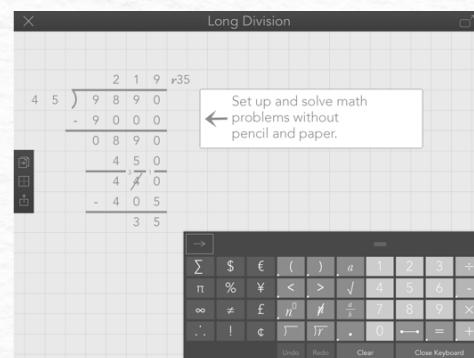 Long Division
2 1 9 r35
4 5 ) 9 8 9 0
- 9 0 0 0
0 8 9 0
4 5 0
4 4 0
- 4 0 5
3 5
Set up and solve math
problems without
pencil and paper.
Σ $ € ( ) a 1 2 3 ÷
π % ¥ < > √ 4 5 6 -
∞ ≠ £ n⁰ a/b 7 8 9 ×
∴ ! ¢ . 0 = +
Undo Redo Clear Close Keyboard